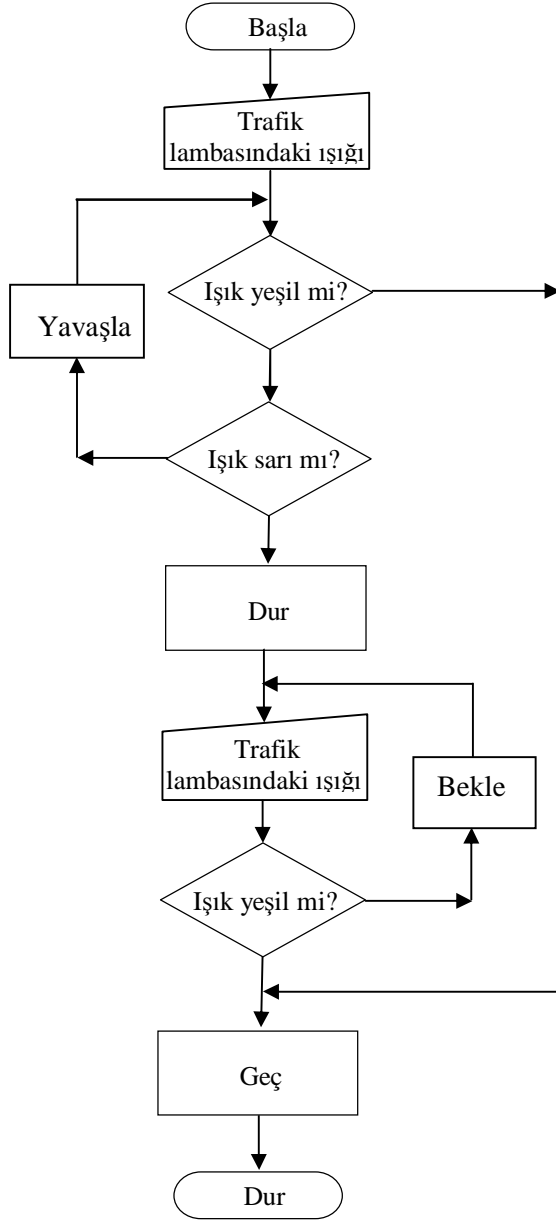 Başla
Trafik
lambasındaki ışığı
Işık yeşil mi?
Yavaşla
Işık sarı mı?
Dur
Trafik
lambasındaki ışığı
Bekle
Işık yeşil mi?
Geç
Dur